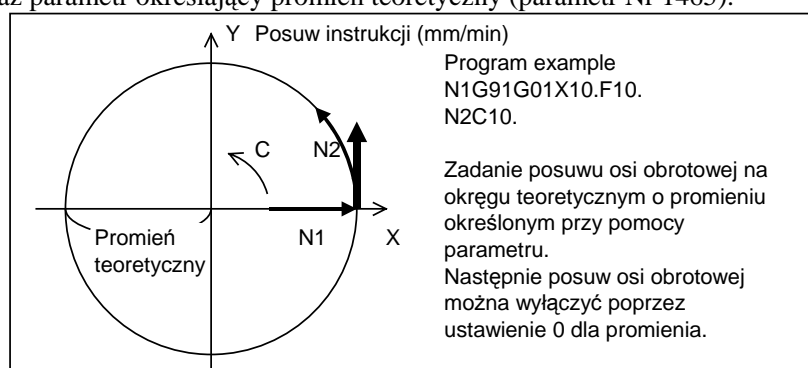 az parametr określający promień teoretyczny (parametr Nr 1465).
Y Posuw instrukcji (mm/min)
Program example
N1G91G01X10.F10.
N2C10.
C
N2
Zadanie posuwu osi obrotowej na
okręgu teoretycznym o promieniu
określonym przy pomocy
parametru.
Promień
teoretyczny
N1
X
Następnie posuw osi obrotowej
można wyłączyć poprzez
ustawienie 0 dla promienia.